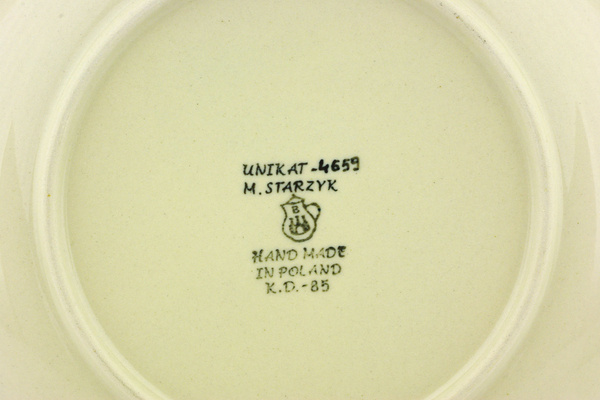 UNIKAT-4659
M. STARZYK
B
HAND MADE
IN POLAND
K.D.-85